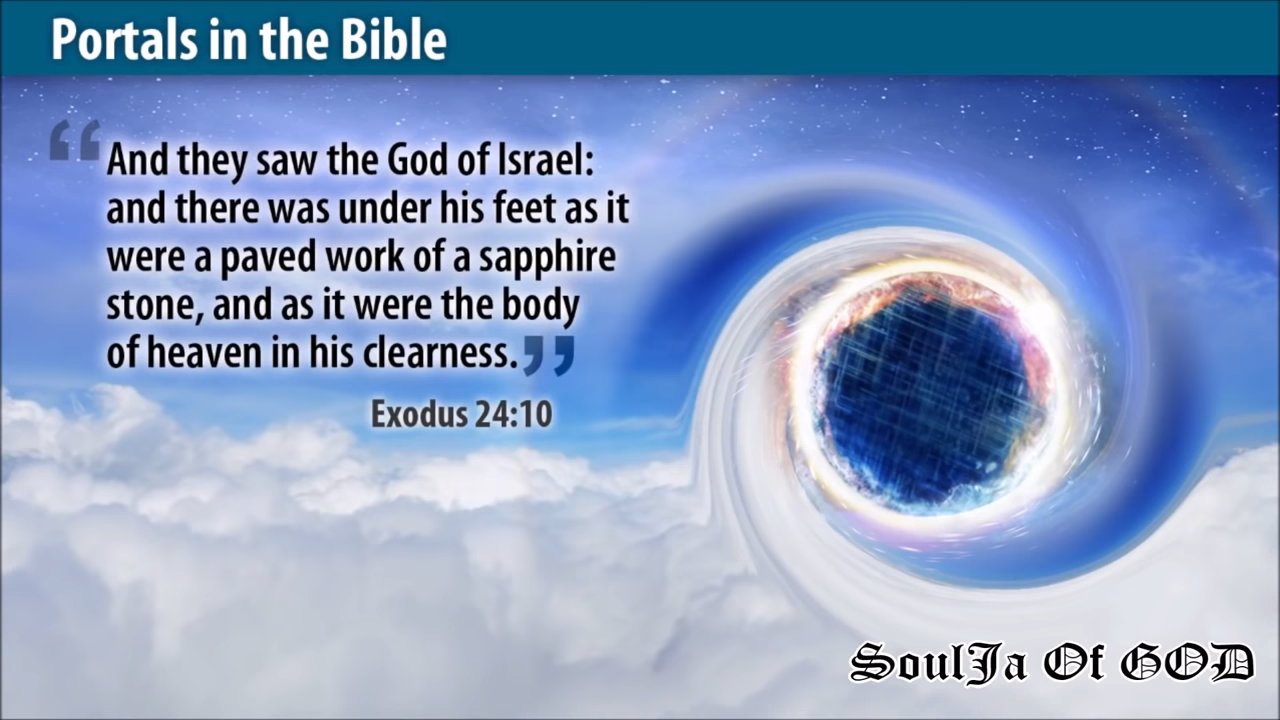 Portals in the Bible
“And they saw the God of Israel:
and there was under his feet as it
were a paved work of a sapphire
stone, and as it were the body
of heaven in his clearness.”
Exodus 24:10
SoulJa Of GOD